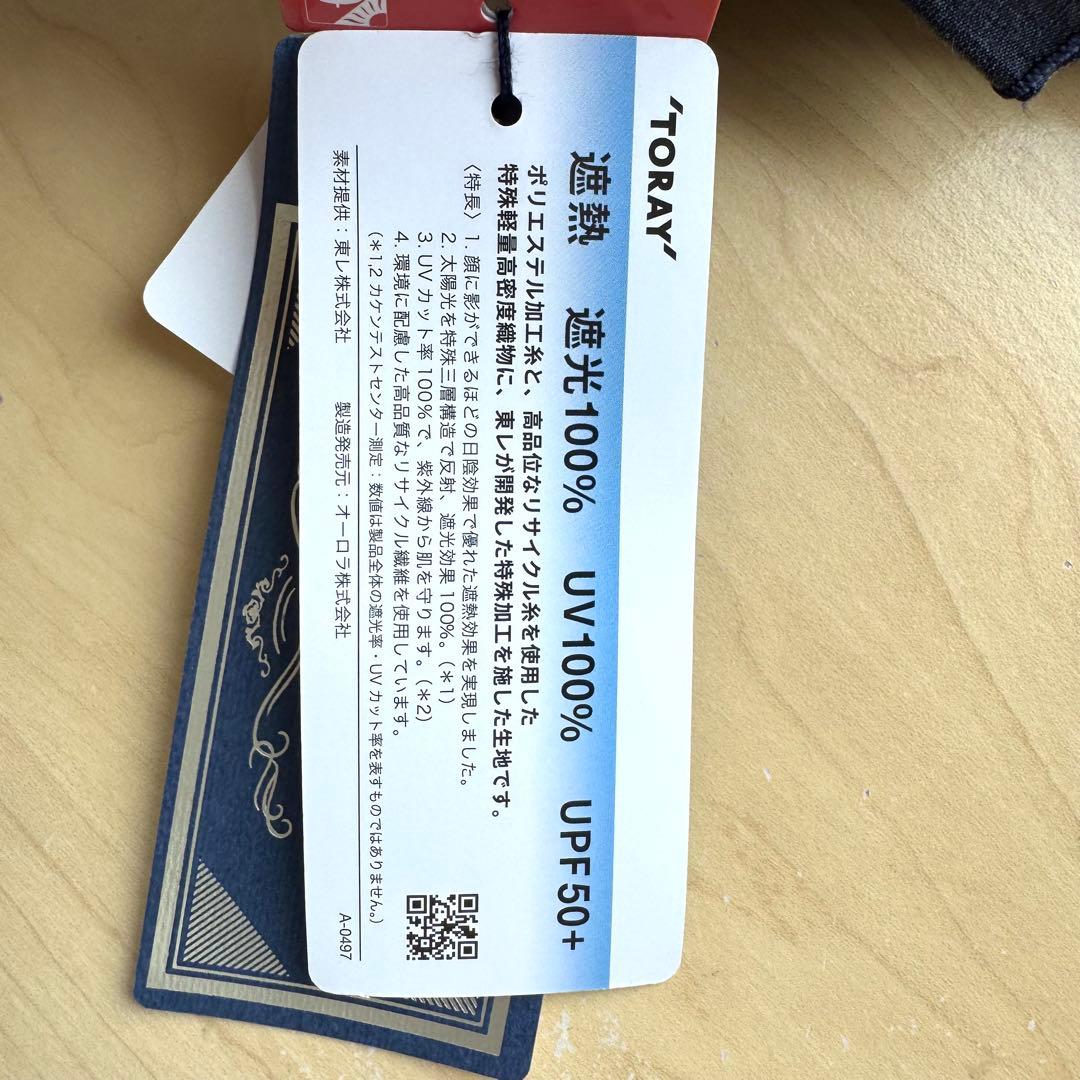 'TORAY'
遮熱 遮光100% UV100% UPF50+
ポリエステル加工糸と、高品位なリサイクル糸を使用した
特殊軽量高密度織物に、東レが開発した特殊加工を施した生地です。
〈特長〉1. 顔に影ができるほどの日陰効果で優れた遮熱効果を実現しました。
2. 太陽光を特殊三層構造で反射、遮光効果100%。(＊1)
3. UVカット率100%で、紫外線から肌を守ります。(＊2)
4. 環境に配慮した高品質なリサイクル繊維を使用しています。
(＊1,2 カケンテストセンター測定：数値は製品全体の遮光率・UVカット率を表すものではありません。)
素材提供：東レ株式会社 製造発売元：オーロラ株式会社 A-0497